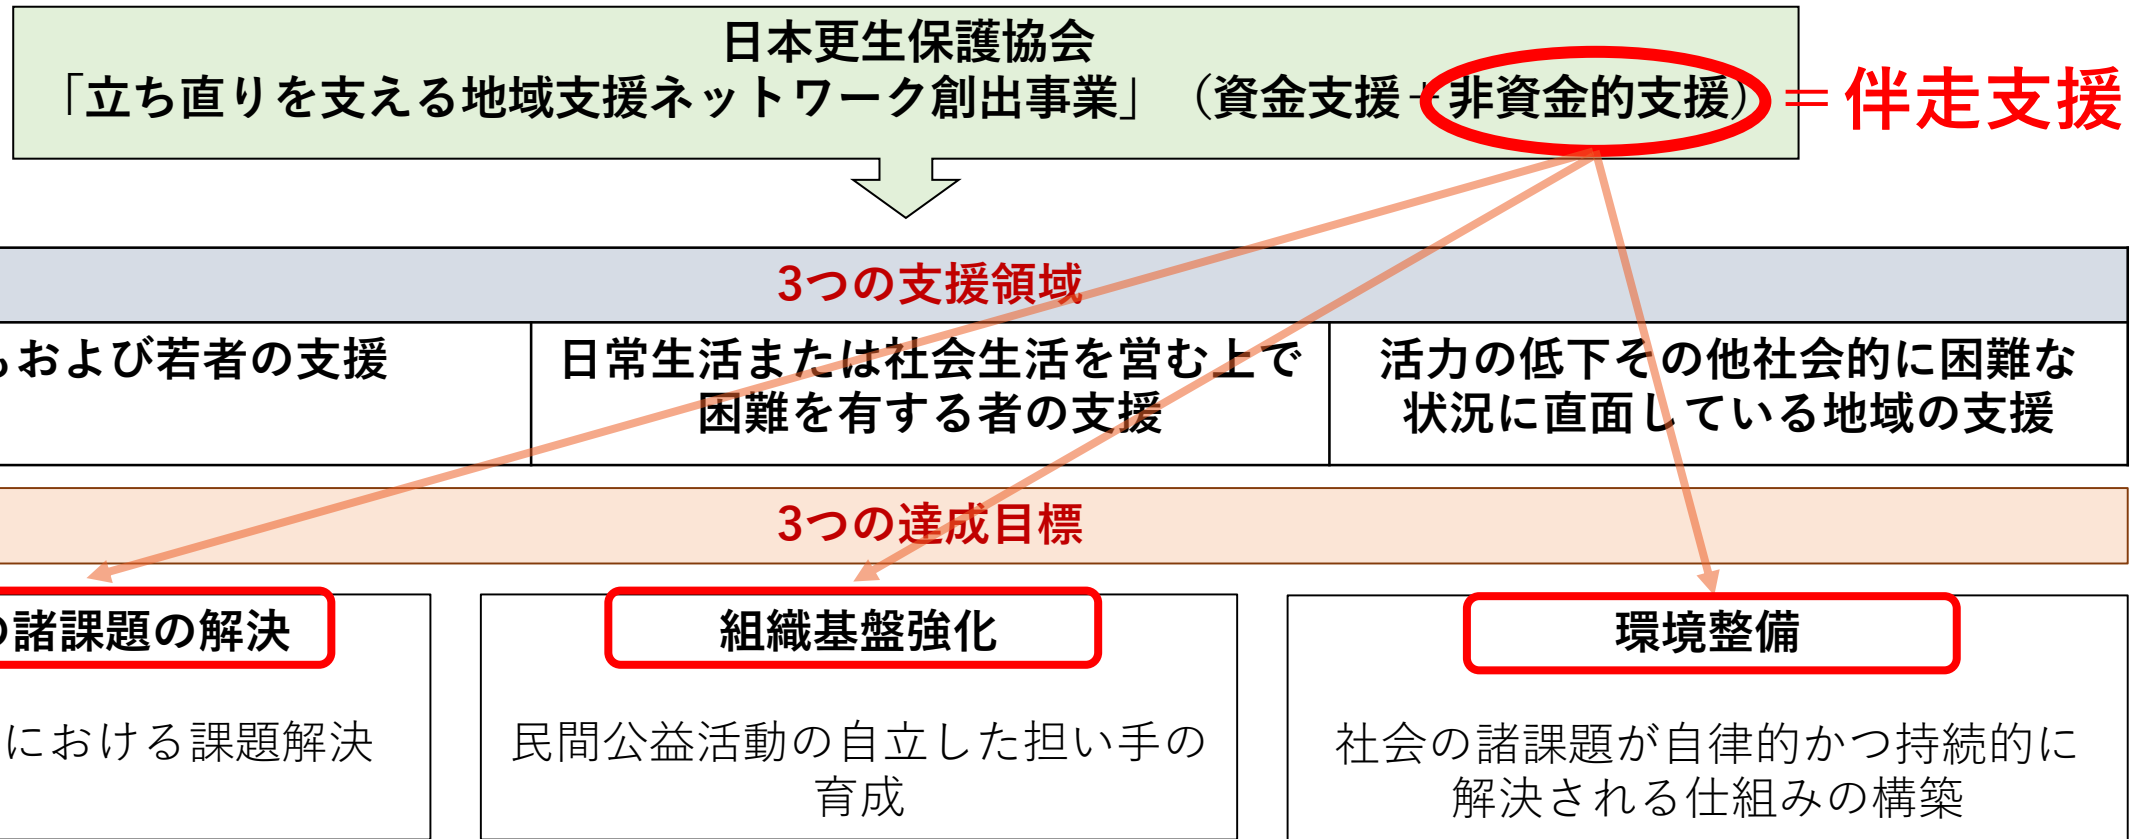 日本更生保護協会
「立ち直りを支える地域支援ネットワーク創出事業」（資金支援＋非資金的支援）
＝伴走支援
3つの支援領域
もおよび若者の支援
日常生活または社会生活を営む上で
困難を有する者の支援
活力の低下その他社会的に困難な
状況に直面している地域の支援
3つの達成目標
の諸課題の解決
における課題解決
組織基盤強化
民間公益活動の自立した担い手の
育成
環境整備
社会の諸課題が自律的かつ持続的に
解決される仕組みの構築